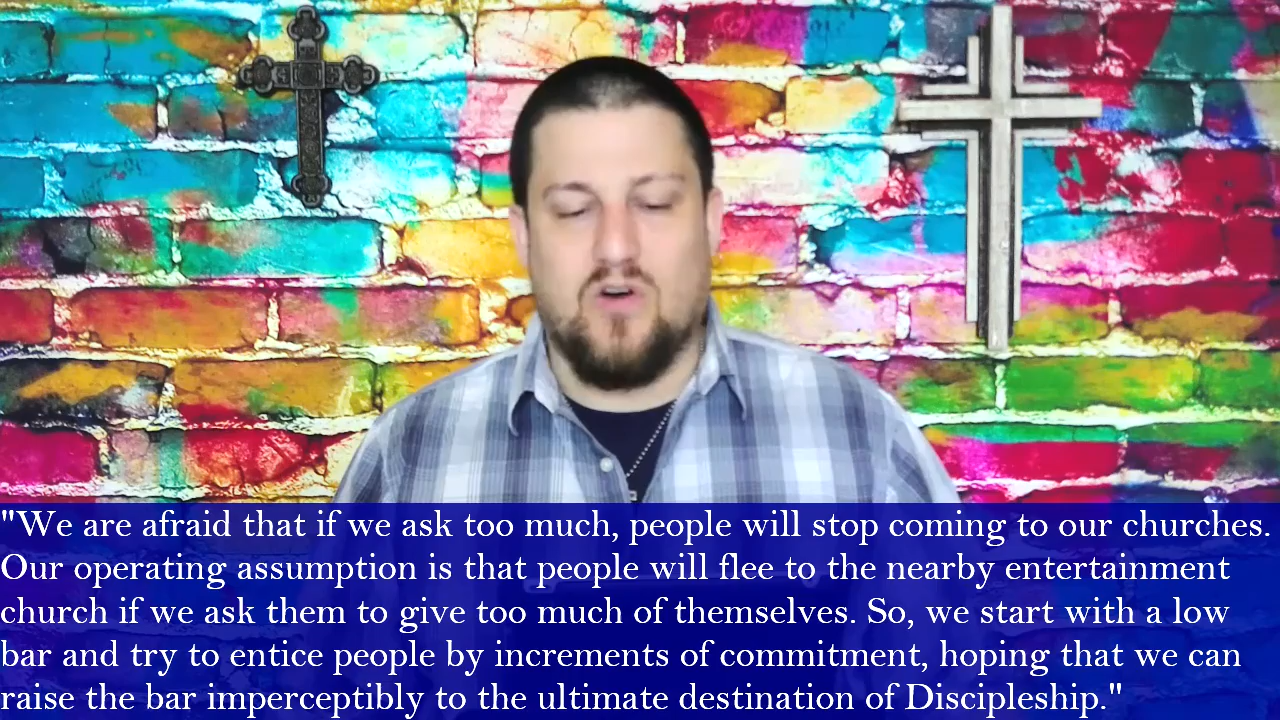 "We are afraid that if we ask too much, people will stop coming to our churches.
Our operating assumption is that people will flee to the nearby entertainment
church if we ask them to give too much of themselves. So, we start with a low
bar and try to entice people by increments of commitment, hoping that we can
raise the bar imperceptibly to the ultimate destination of Discipleship."